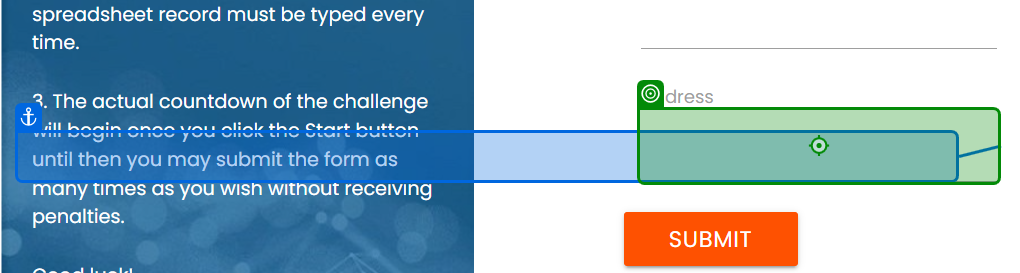 spreadsheet record must be typed every
time.
3. The actual countdown of the challenge
will begin once you click the Start button
until then you may submit the form as
many times as you wish without receiving
penalties.
Good luck!
dress
SUBMIT